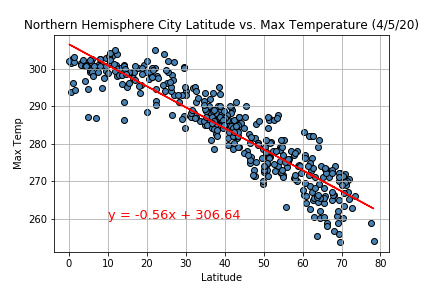 Northern Hemisphere City Latitude vs. Max Temperature (4/5/20)
300
290
280
270
260
Max Temp
y = -0.56x + 306.64
0 10 20 30 40 50 60 70 80
Latitude